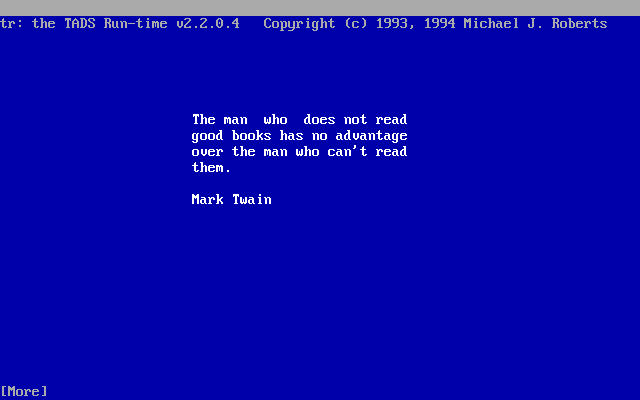 tr: the TADS Run-time v2.2.0.4   Copyright (c) 1993, 1994 Michael J. Roberts
The man  who  does not read
good books has no advantage
over the man who can't read
them.
Mark Twain
[More]